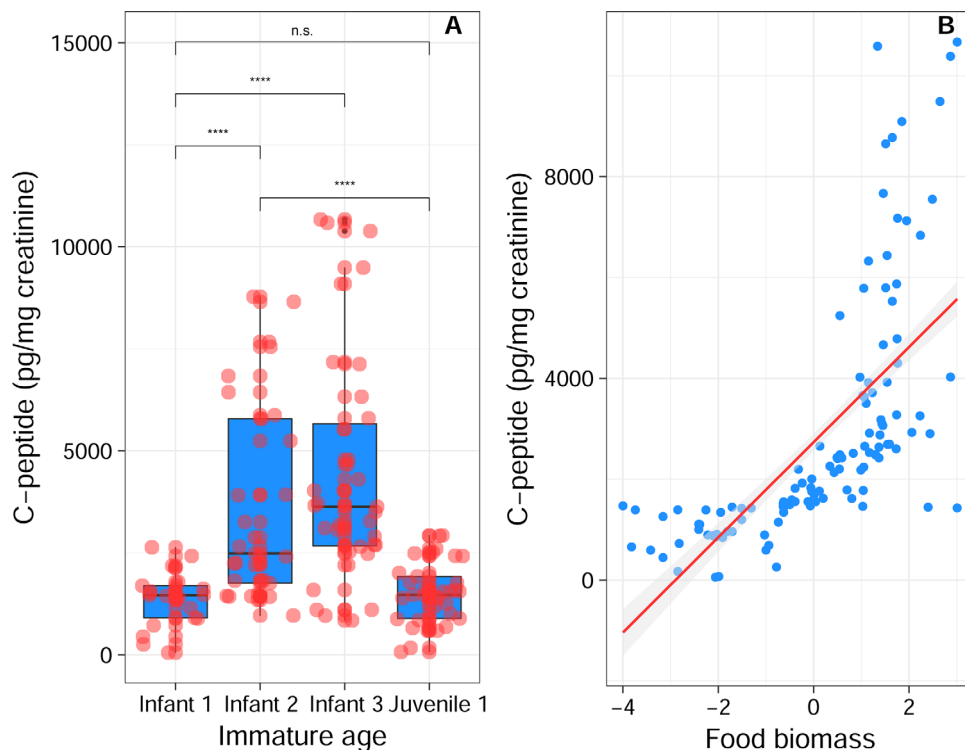 A
15000
10000
5000
0
C−peptide (pg/mg creatinine)
n.s.
****
****
****
Infant 1 Infant 2 Infant 3 Juvenile 1
Immature age
B
8000
4000
0
C−peptide (pg/mg creatinine)
−4 −2 0 2
Food biomass